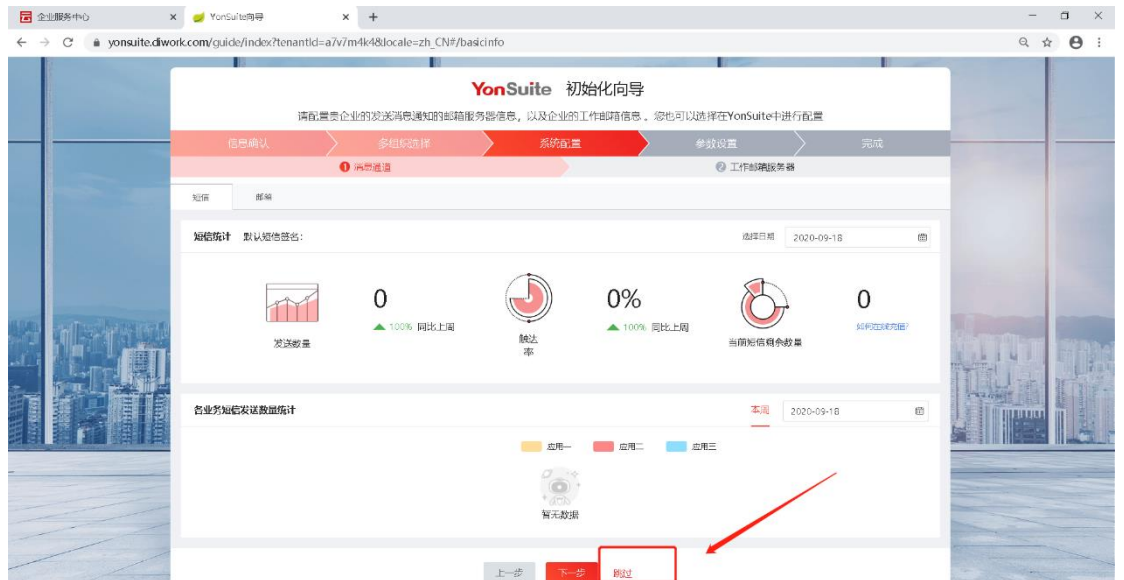 企业服务中心
YonSuite向导
yonsuite.diwork.com/guide/index?tenantId=a7v7m4k4&locale=zh_CN#/basicinfo
YonSuite 初始化向导
请配置贵企业的发送消息通知的邮箱服务器信息，以及企业的工作邮箱信息。您也可以选择在YonSuite中进行配置
信息确认 多组织选择 系统配置 参数设置 完成
1 消息通道 2 工作邮箱服务器
短信 邮箱
短信统计 默认短信签名： 选择日期 2020-09-18
0 0% 0
100% 同比上周 100% 同比上周 如何在线充值?
发送数量 触达 当前短信剩余数量
率
各业务短信发送数量统计 本周 2020-09-18
应用一 应用二 应用三
暂无数据
上一步 下一步 跳过